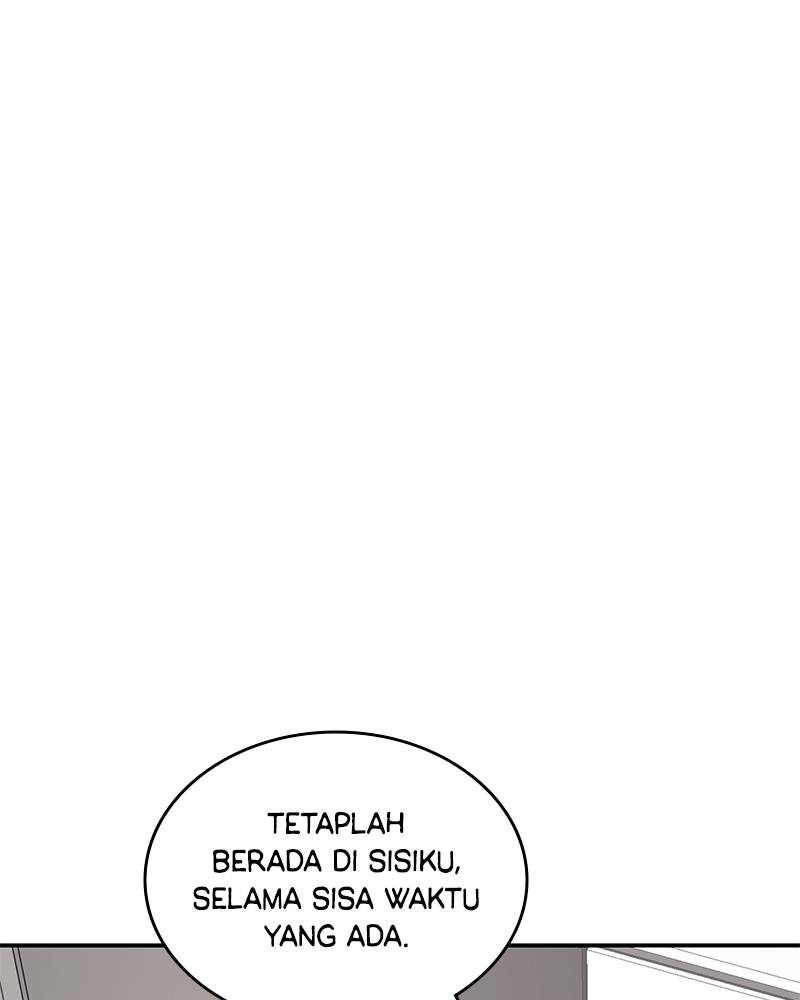 TETAPLAH
BERADA DI SISIKU,
SELAMA SISA WAKTU
YANG ADA.